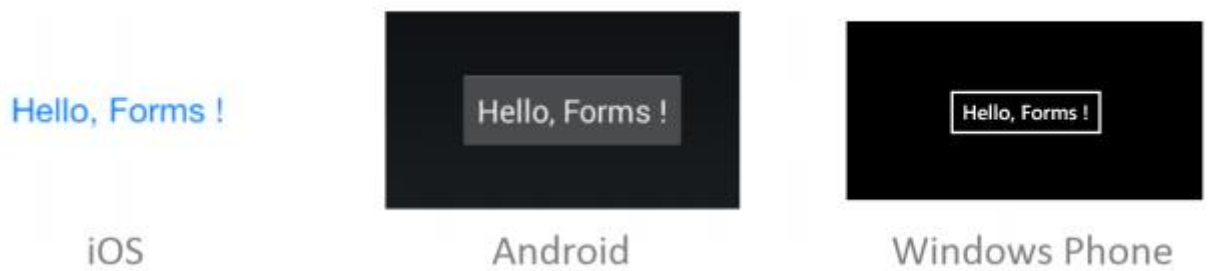 Hello, Forms !
Hello, Forms !
Hello, Forms !
iOS
Android
Windows Phone